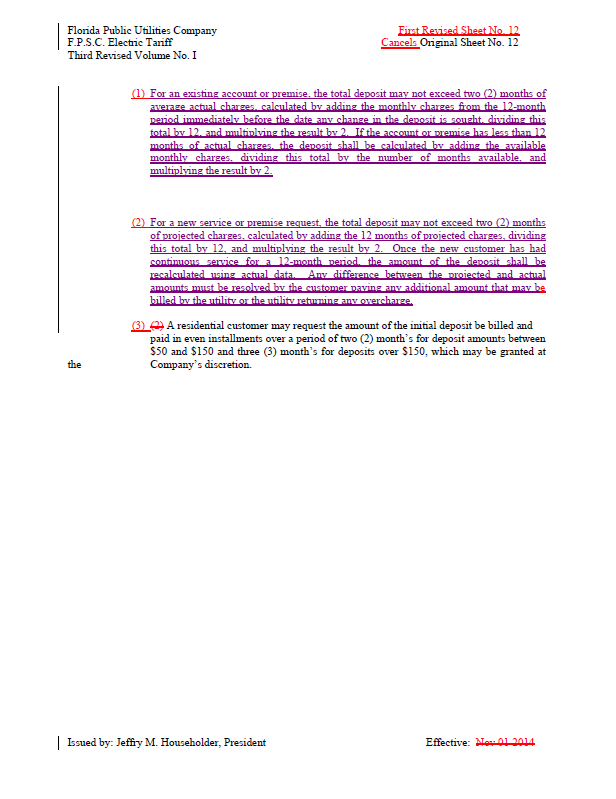 Florida Public Utilities Company First Revised Sheet No. 12
F.P.S.C. Electric Tariff Cancels Original Sheet No. 12
Third Revised Volume No. I
(1) For an existing account or premise, the total deposit may not exceed two (2) months of
average actual charges, calculated by adding the monthly charges from the 12-month
period immediately before the date any change in the deposit is sought, dividing this
total by 12, and multiplying the result by 2. If the account or premise has less than 12
months of actual charges, the deposit shall be calculated by adding the available
monthly charges, dividing this total by the number of months available, and
multiplying the result by 2.
(2) For a new service or premise request, the total deposit may not exceed two (2) months
of projected charges, calculated by adding the 12 months of projected charges, dividing
this total by 12, and multiplying the result by 2. Once the new customer has had
continuous service for a 12-month period, the amount of the deposit shall be
recalculated using actual data. Any difference between the projected and actual
amounts must be resolved by the customer paying any additional amount that may be
billed by the utility or the utility returning any overcharge.
(3) (2) A residential customer may request the amount of the initial deposit be billed and
paid in even installments over a period of two (2) month's for deposit amounts between
$50 and $150 and three (3) month's for deposits over $150, which may be granted at
the Company's discretion.
Issued by: Jeffry M. Householder, President Effective: Nov 01 2014